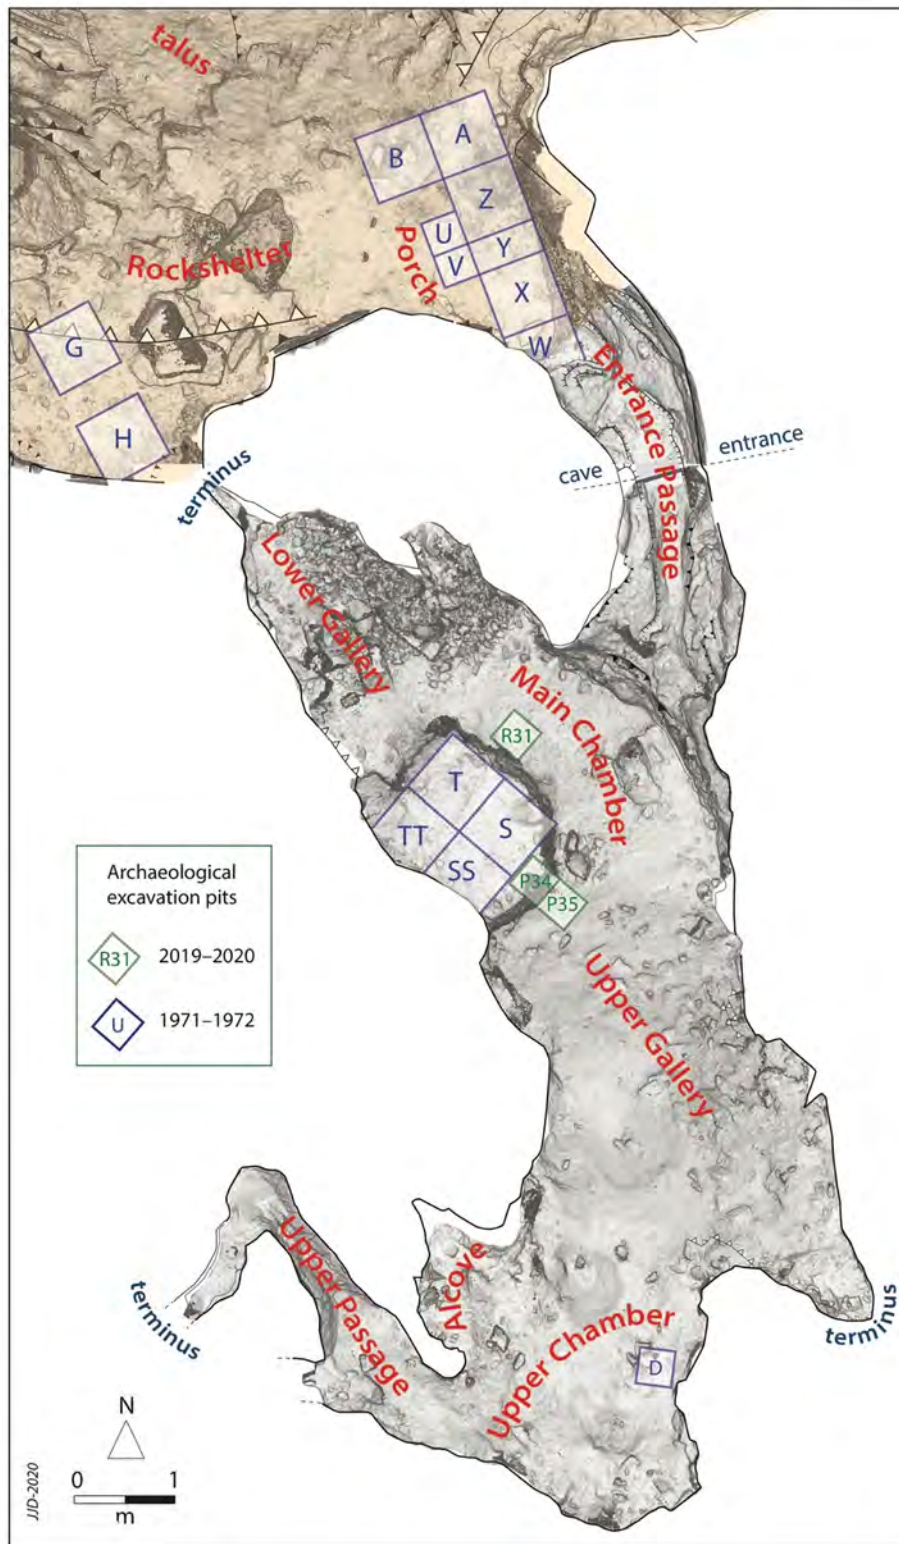 talus
B
A
Z
U
Y
V
X
W
Rockshelter
Porch
G
H
Entrance Passage
entrance
cave
terminus
Lower Gallery
Main Chamber
R31
T
S
TT
SS
P34
P35
Archaeological
excavation pits
R31 2019–2020
U 1971–1972
Upper Gallery
Upper Passage
Alcove
Upper Chamber
D
terminus
terminus
N
0 1
m
JJD-2020